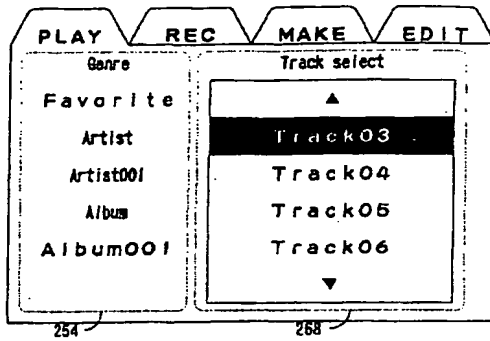 PLAY REC MAKE EDIT
Genre
Favorite
Artist
Artist001
Album
Album001
Track select
▲
Track03
Track04
Track05
Track06
▼
254
268